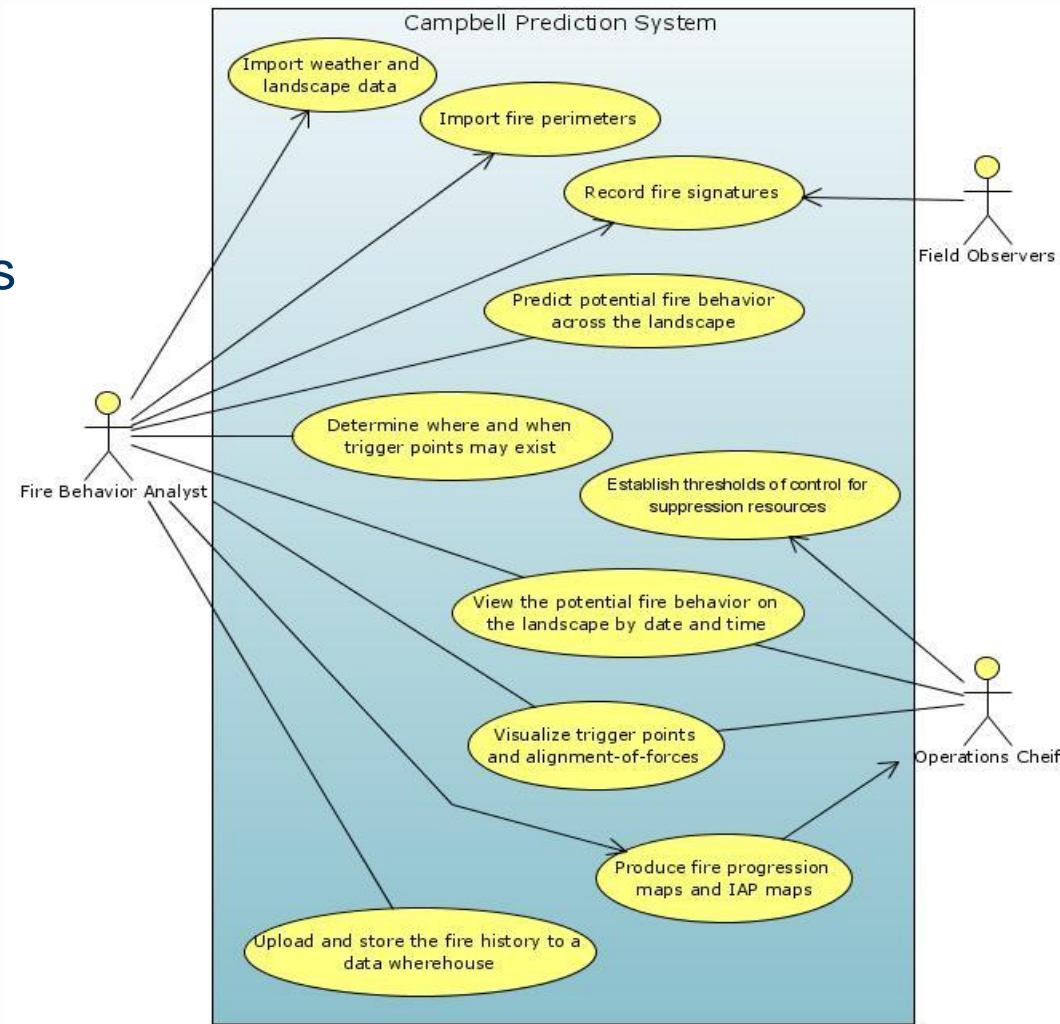 Campbell Prediction System
Import weather and
landscape data
Import fire perimeters
Record fire signatures
Field Observers
s
Predict potential fire behavior
across the landscape
Determine where and when
trigger points may exist
Fire Behavior Analyst
Establish thresholds of control for
suppression resources
View the potential fire behavior on
the landscape by date and time
Visualize trigger points
and alignment-of-forces
Operations Cheif
Produce fire progression
maps and IAP maps
Upload and store the fire history to a
data wherehouse